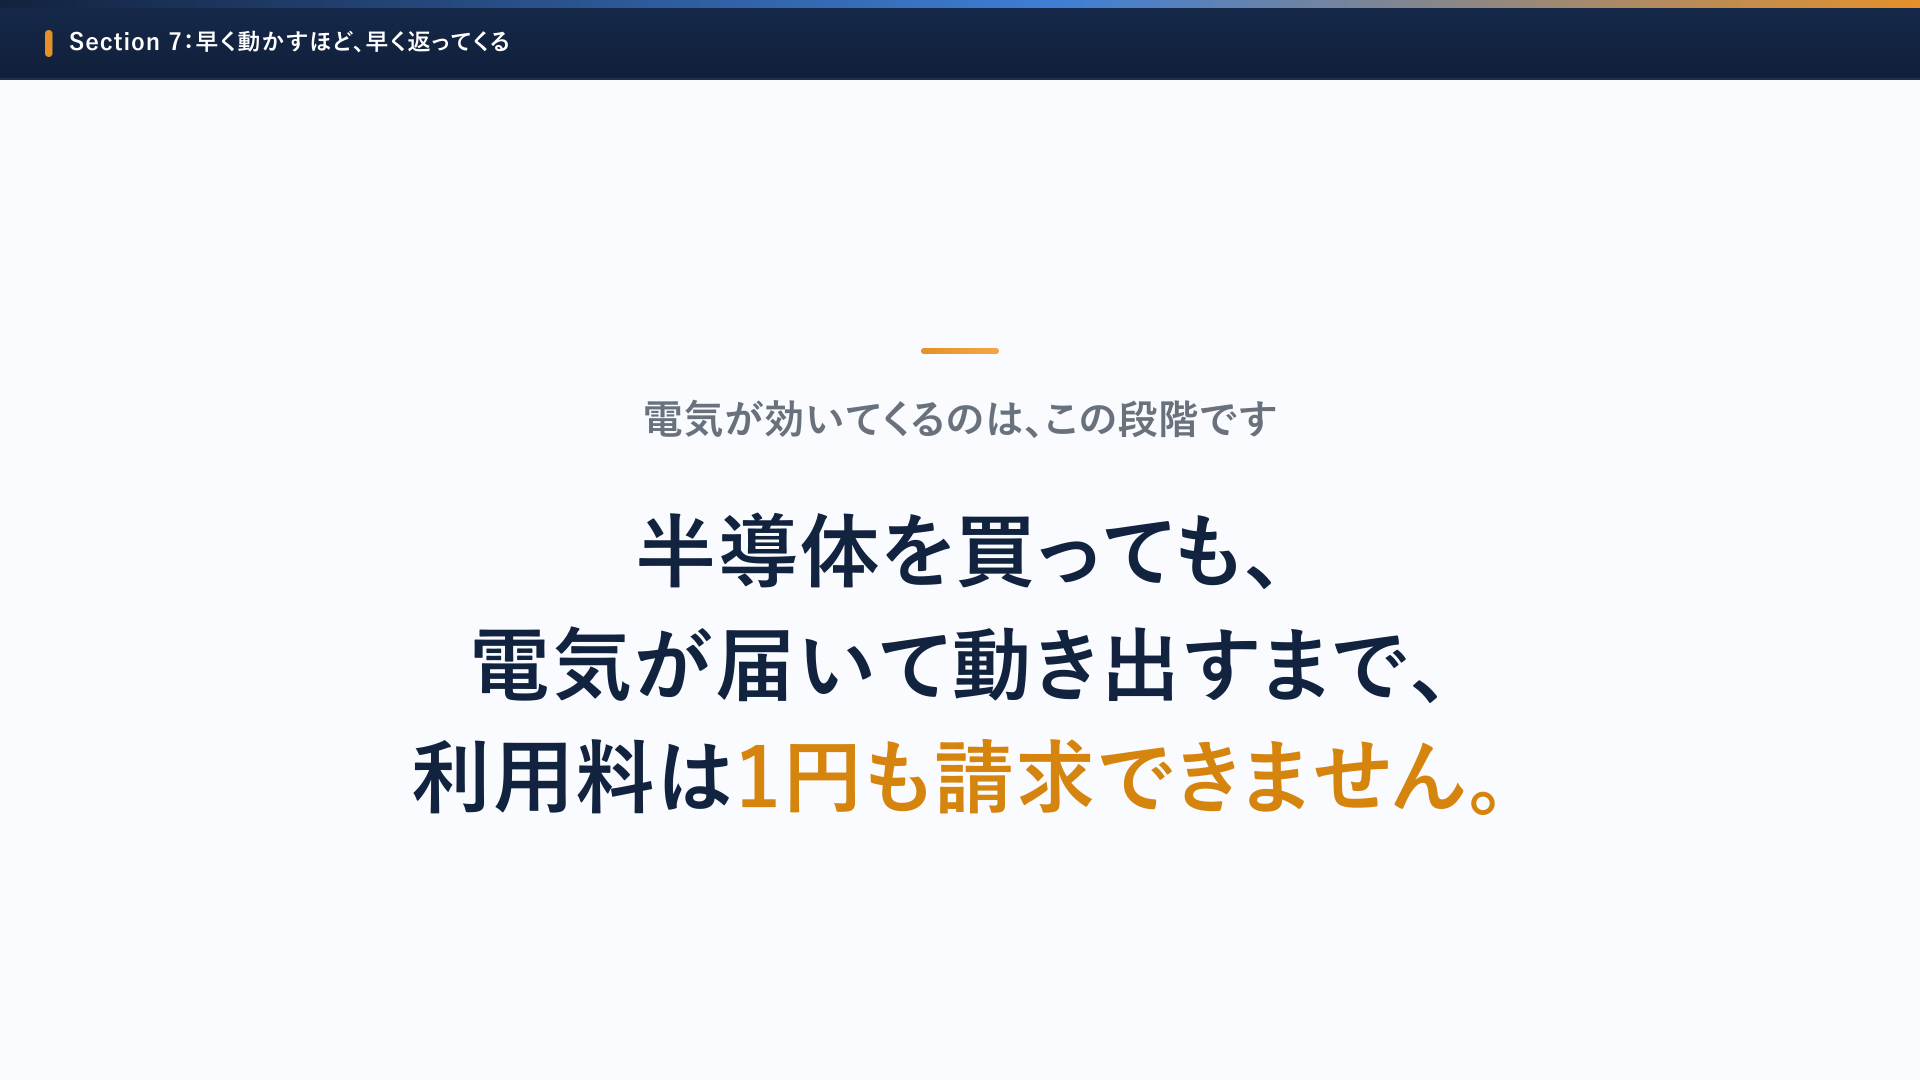 Section 7：早く動かすほど、早く返ってくる
電気が効いてくるのは、この段階です
半導体を買っても、
電気が届いて動き出すまで、
利用料は1円も請求できません。